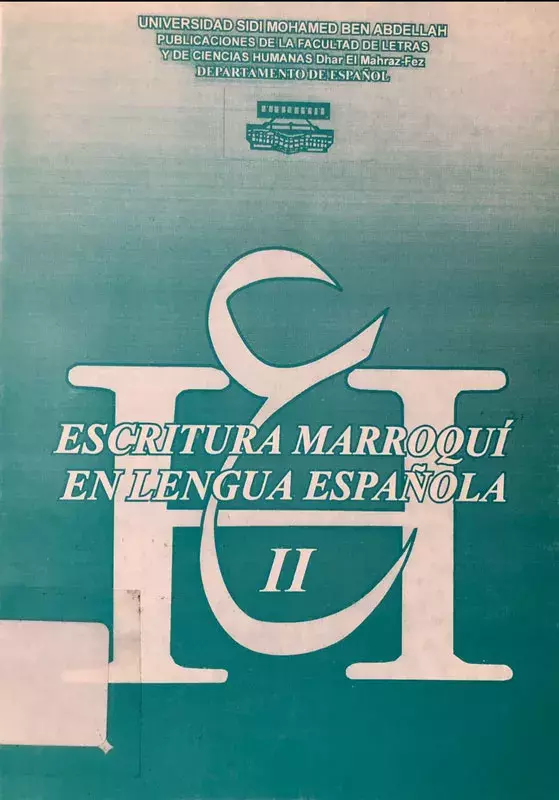 UNIVERSIDAD SIDI MOHAMED BEN ABDELLAH
PUBLICACIONES DE LA FACULTAD DE LETRAS
Y DE CIENCIAS HUMANAS Dhar El Mahraz-Fez
DEPARTAMENTO DE ESPAÑOL
ع
H
ESCRITURA MARROQUÍ
EN LENGUA ESPAÑOLA
II